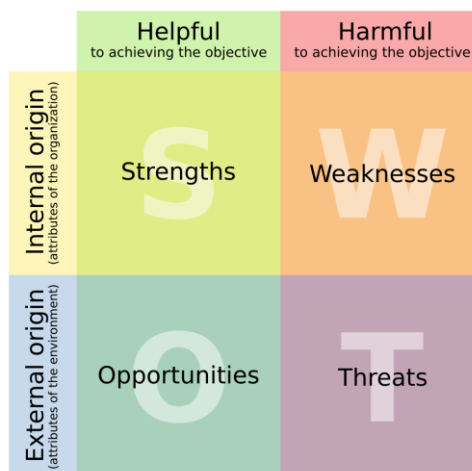 Helpful
to achieving the objective
Harmful
to achieving the objective
Internal origin
(attributes of the organization)
S
Strengths
W
Weaknesses
External origin
(attributes of the environment)
O
Opportunities
T
Threats